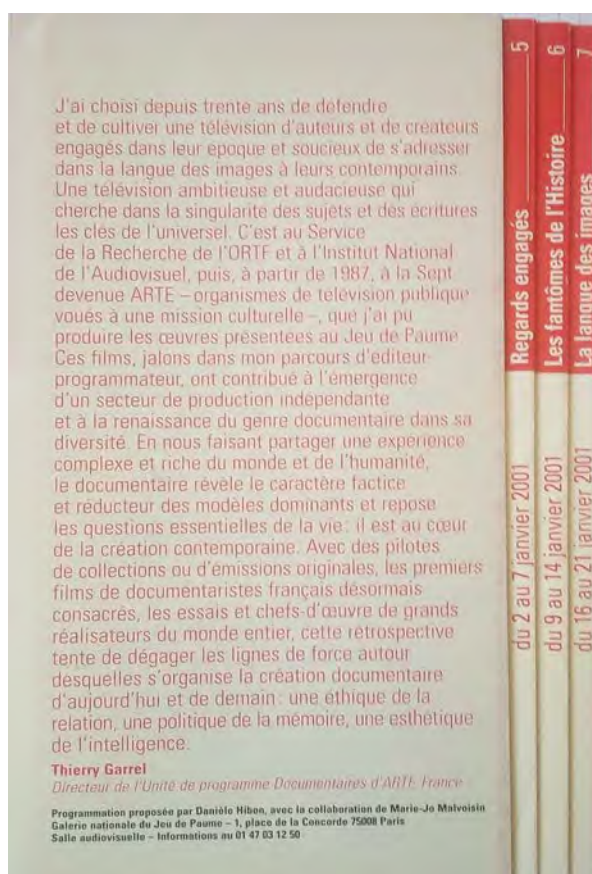 J'ai choisi depuis trente ans de défendre
et de cultiver une télévision d'auteurs et de créateurs
engagés dans leur époque et soucieux de s'adresser
dans la langue des images à leurs contemporains.
Une télévision ambitieuse et audacieuse qui
cherche dans la singularité des sujets et des écritures
les clés de l'universel. C'est au Service
de la Recherche de l'ORTF et à l'Institut National
de l'Audiovisuel, puis, à partir de 1987, à la Sept
devenue ARTE – organismes de télévision publique
voués à une mission culturelle –, que j'ai pu
produire les œuvres présentées au Jeu de Paume.
Ces films, jalons dans mon parcours d'éditeur-
programmateur, ont contribué à l'émergence
d'un secteur de production indépendante
et à la renaissance du genre documentaire dans sa
diversité. En nous faisant partager une expérience
complexe et riche du monde et de l'humanité,
le documentaire révèle le caractère factice
et réducteur des modèles dominants et repose
les questions essentielles de la vie : il est au cœur
de la création contemporaine. Avec des pilotes
de collections ou d'émissions originales, les premiers
films de documentaristes français désormais
consacrés, les essais et chefs-d'œuvre de grands
réalisateurs du monde entier, cette rétrospective
tente de dégager les lignes de force autour
desquelles s'organise la création documentaire
d'aujourd'hui et de demain : une éthique de la
relation, une politique de la mémoire, une esthétique
de l'intelligence.
Thierry Garrel
Directeur de l'Unité de programme Documentaires d'ARTE France
Programmation proposée par Danièle Hibon, avec la collaboration de Marie-Jo Malvoisin
Galerie nationale du Jeu de Paume – 1, place de la Concorde 75008 Paris
Salle audiovisuelle – Informations au 01 47 03 12 50
du 2 au 7 janvier 2001 Regards engagés 5
du 9 au 14 janvier 2001 Les fantômes de l'Histoire 6
du 16 au 21 janvier 2001 La langue des images 7